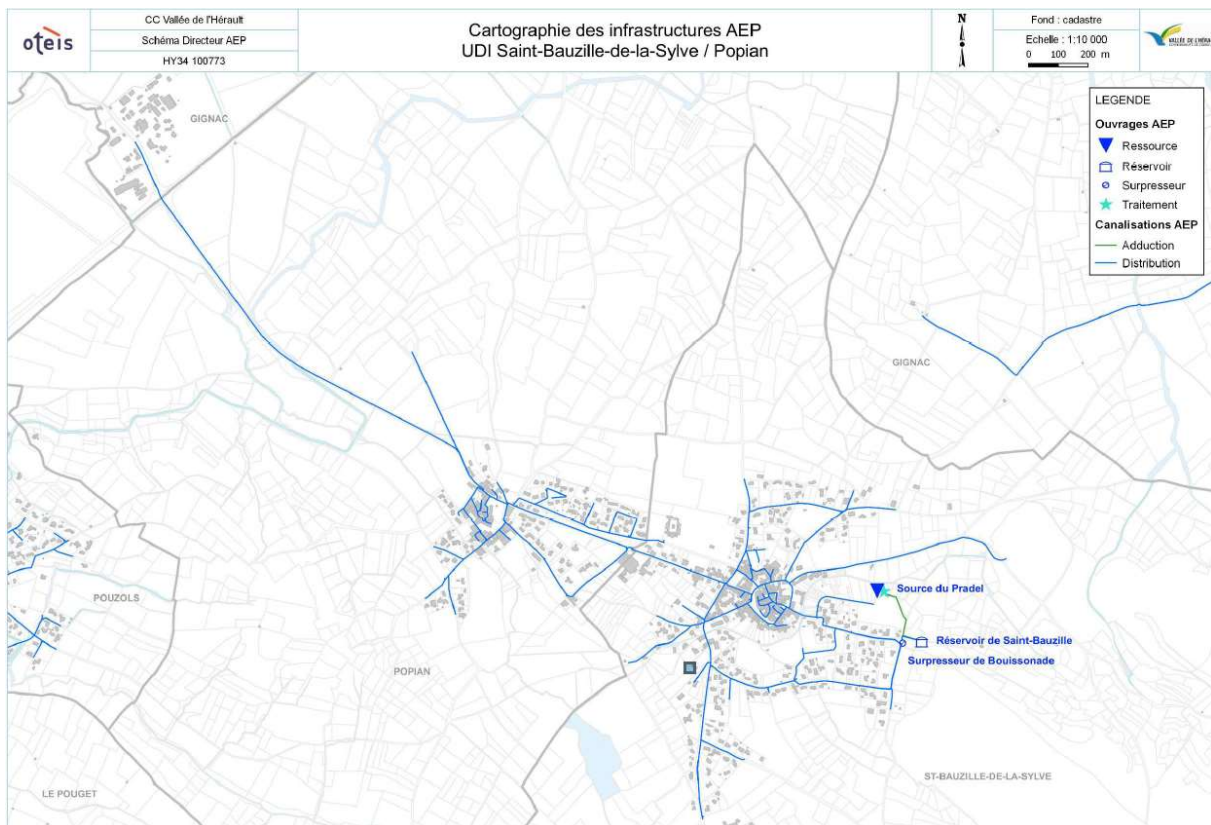 oteis
CC Vallée de l'Hérault
Schéma Directeur AEP
HY34 100773
Cartographie des infrastructures AEP
UDI Saint-Bauzille-de-la-Sylve / Popian
N
Fond : cadastre
Echelle : 1:10 000
0 100 200 m
LEGENDE
Ouvrages AEP
Ressource
Réservoir
Surpresseur
Traitement
Canalisations AEP
Adduction
Distribution
GIGNAC
GIGNAC
Source du Pradel
POUZOLS
Réservoir de Saint-Bauzille
Surpresseur de Bouissonade
POPIAN
ST-BAUZILLE-DE-LA-SYLVE
LE POUGET